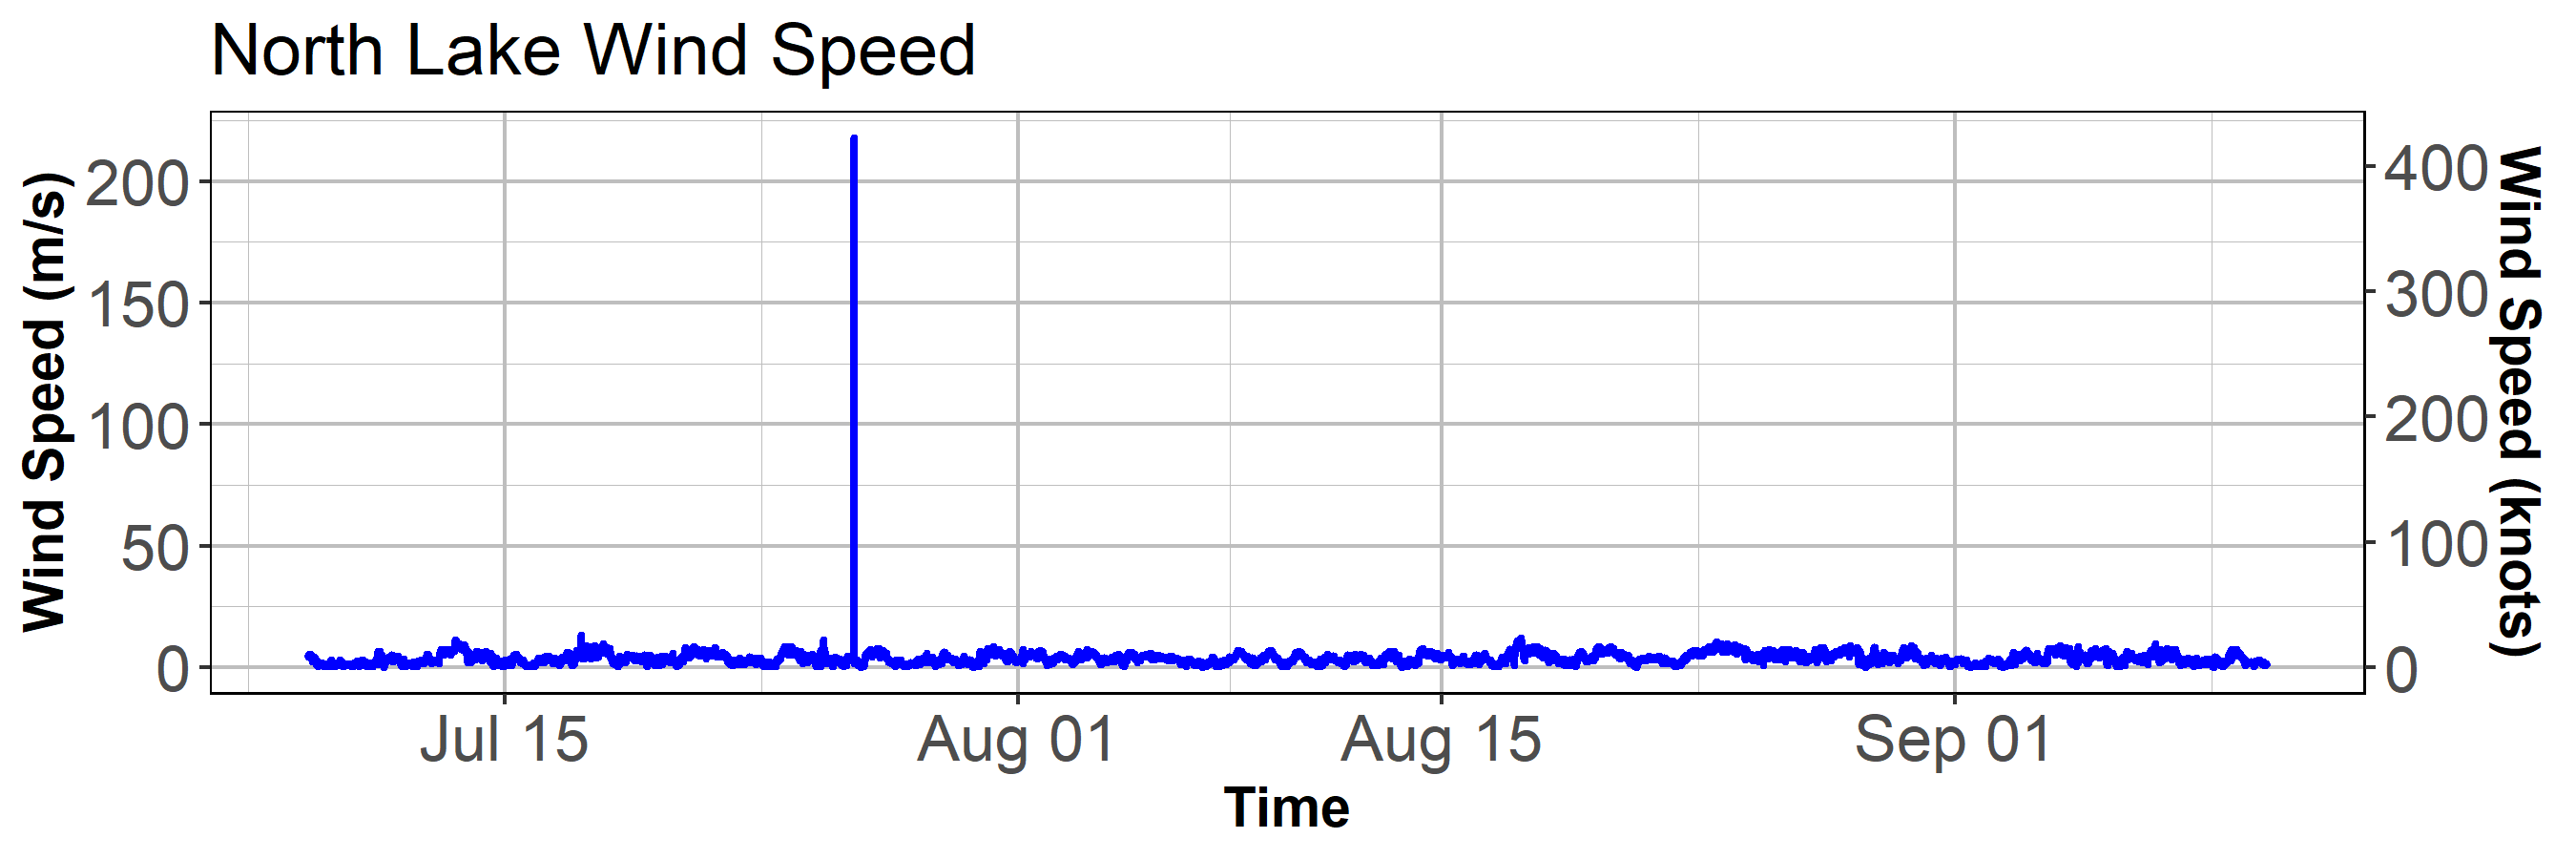 North Lake Wind Speed
Wind Speed (m/s)
200
150
100
50
0
400
300
200
100
0
Wind Speed (knots)
Jul 15
Aug 01
Aug 15
Sep 01
Time